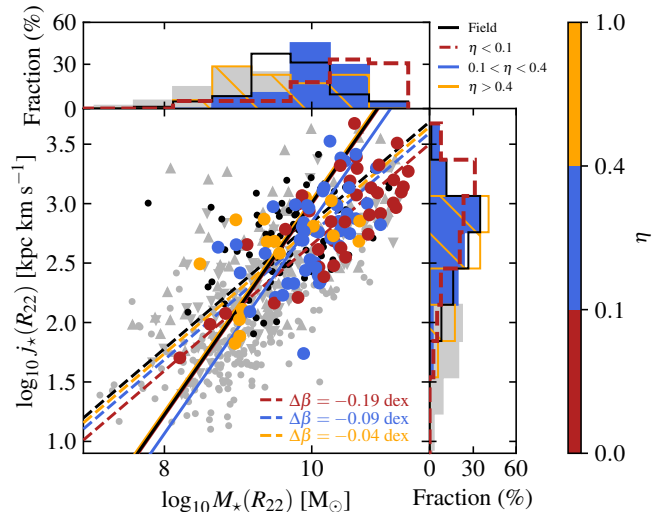 Fraction (%)
60
30
0
Field
η < 0.1
0.1 < η < 0.4
η > 0.4
log₁₀ j⋆(R₂₂) [kpc km s⁻¹]
3.5
3.0
2.5
2.0
1.5
1.0
Δβ = −0.19 dex
Δβ = −0.09 dex
Δβ = −0.04 dex
8
10
log₁₀ M⋆(R₂₂) [M⊙]
0
30
60
Fraction (%)
1.0
0.4
0.1
0.0
η